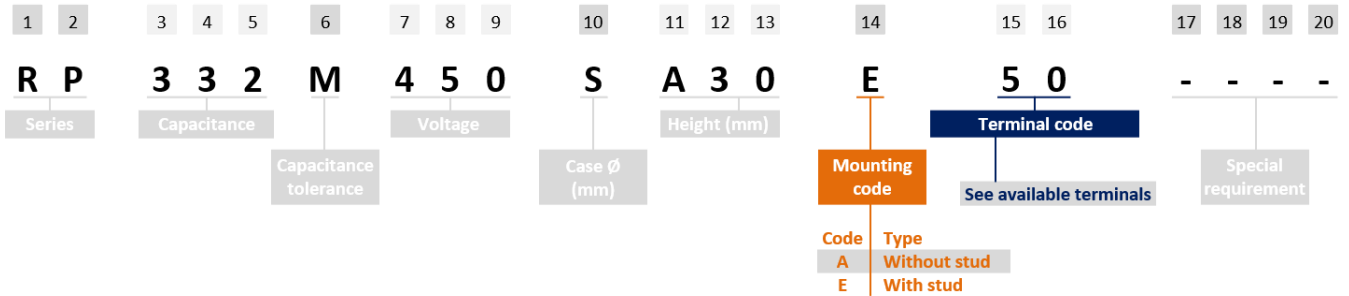 1 2 3 4 5 6 7 8 9 10 11 12 13 14 15 16 17 18 19 20
R P 3 3 2 M 4 5 0 S A 3 0 E 5 0 - - - -
Series Capacitance Voltage Height (mm) Terminal code
Capacitance
tolerance
Case Ø
(mm)
Mounting
code
See available terminals
Special
requirement
Code Type
A Without stud
E With stud